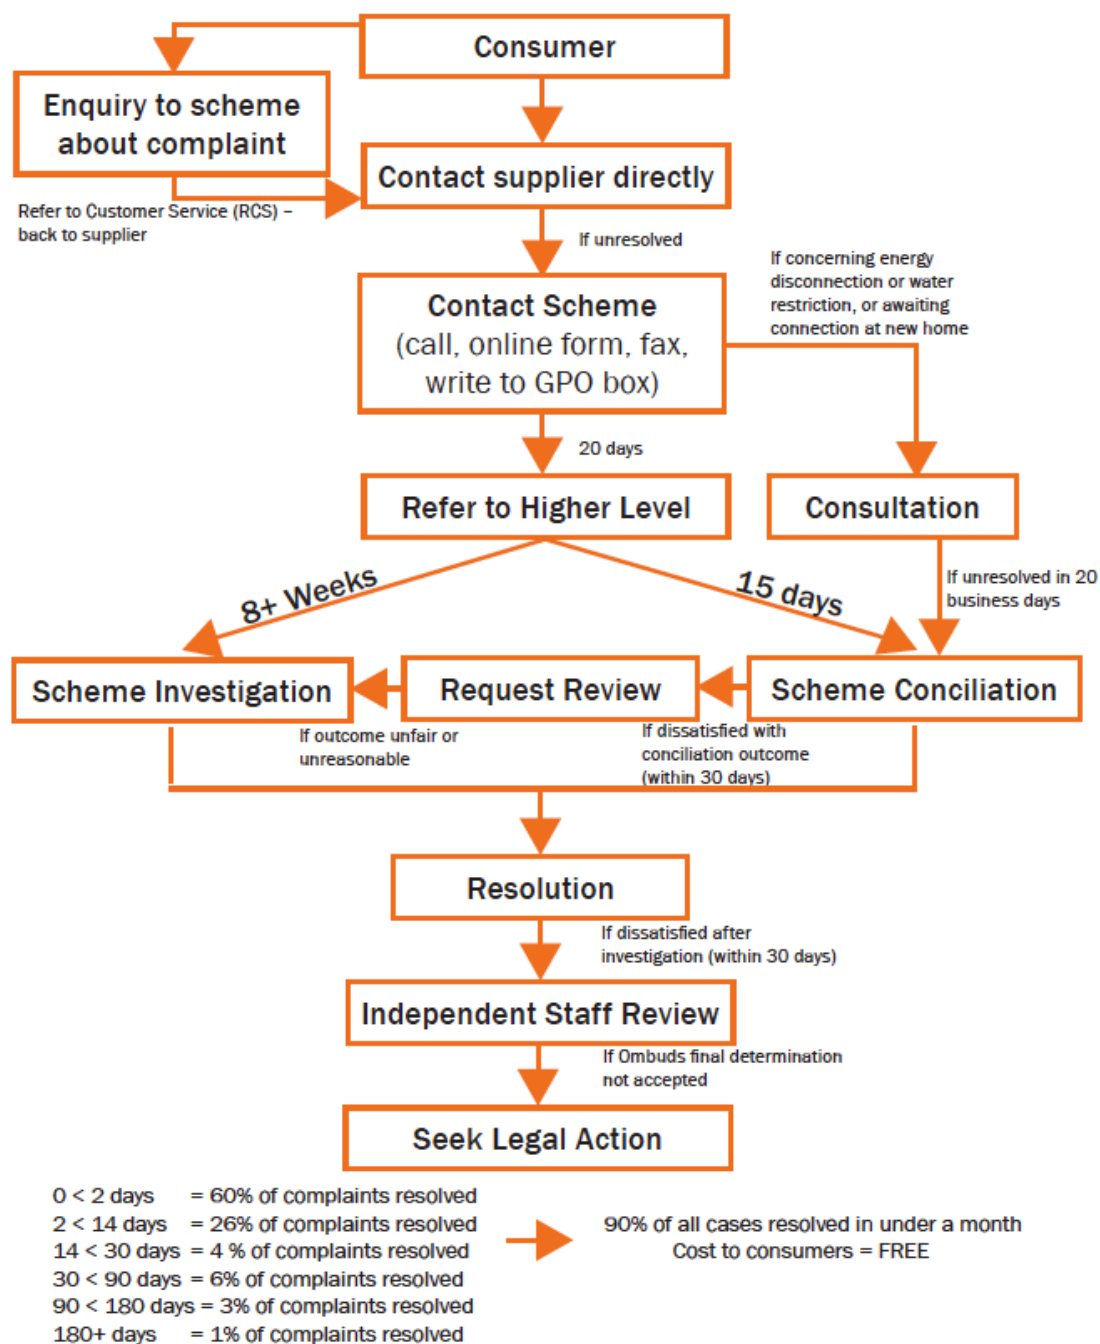 Consumer
Enquiry to scheme
about complaint
Contact supplier directly
Refer to Customer Service (RCS) –
back to supplier
If unresolved
If concerning energy
disconnection or water
restriction, or awaiting
connection at new home
Contact Scheme
(call, online form, fax,
write to GPO box)
20 days
Refer to Higher Level
Consultation
8+ Weeks
15 days
If unresolved in 20
business days
Scheme Investigation
Request Review
Scheme Conciliation
If outcome unfair or
unreasonable
If dissatisfied with
conciliation outcome
(within 30 days)
Resolution
If dissatisfied after
investigation (within 30 days)
Independent Staff Review
If Ombuds final determination
not accepted
Seek Legal Action
0 < 2 days = 60% of complaints resolved
2 < 14 days = 26% of complaints resolved
14 < 30 days = 4 % of complaints resolved
30 < 90 days = 6% of complaints resolved
90 < 180 days = 3% of complaints resolved
180+ days = 1% of complaints resolved
90% of all cases resolved in under a month
Cost to consumers = FREE